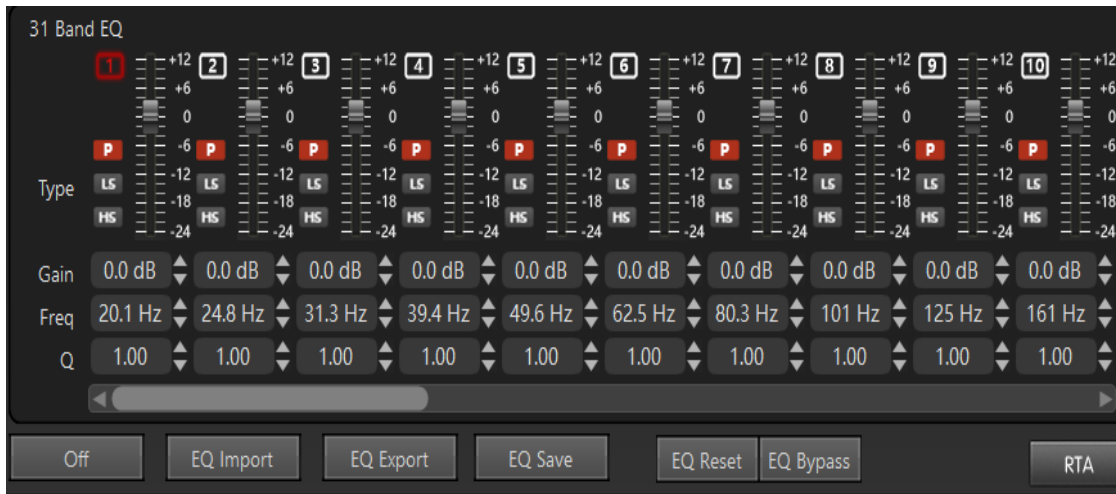 31 Band EQ
1 +12 2 +12 3 +12 4 +12 5 +12 6 +12 7 +12 8 +12 9 +12 10 +12
+6 +6 +6 +6 +6 +6 +6 +6 +6 +6
0 0 0 0 0 0 0 0 0 0
P -6 P -6 P -6 P -6 P -6 P -6 P -6 P -6 P -6 P -6
Type LS -12 LS -12 LS -12 LS -12 LS -12 LS -12 LS -12 LS -12 LS -12 LS -12
-18 -18 -18 -18 -18 -18 -18 -18 -18 -18
HS HS HS HS HS HS HS HS HS HS
-24 -24 -24 -24 -24 -24 -24 -24 -24 -24
Gain 0.0 dB 0.0 dB 0.0 dB 0.0 dB 0.0 dB 0.0 dB 0.0 dB 0.0 dB 0.0 dB 0.0 dB
Freq 20.1 Hz 24.8 Hz 31.3 Hz 39.4 Hz 49.6 Hz 62.5 Hz 80.3 Hz 101 Hz 125 Hz 161 Hz
Q 1.00 1.00 1.00 1.00 1.00 1.00 1.00 1.00 1.00 1.00
Off EQ Import EQ Export EQ Save EQ Reset EQ Bypass RTA